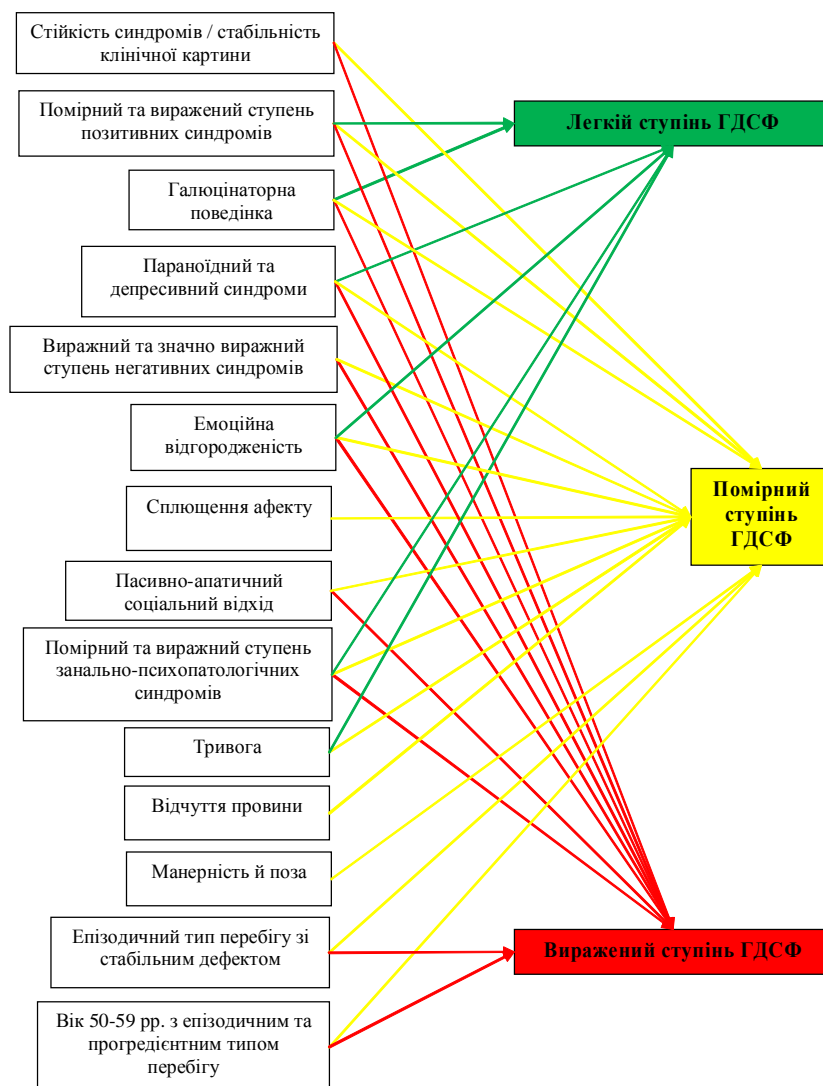 Стійкість синдромів / стабільність
клінічної картини
Помірний та виражений ступень
позитивних синдромів
Галюцінаторна
поведінка
Параноїдний та
депресивний синдроми
Виражний та значно виражний
ступень негативних синдромів
Емоційна
відгородженість
Сплющення афекту
Пасивно-апатичний
соціальний відхід
Помірний та виражний ступень
занально-психопатологічних
синдромів
Тривога
Відчуття провини
Манерність й поза
Епізодичний тип перебігу зі
стабільним дефектом
Вік 50-59 рр. з епізодичним та
прогредієнтним типом
перебігу
Легкій ступінь ГДСФ
Помірний
ступінь
ГДСФ
Виражений ступінь ГДСФ